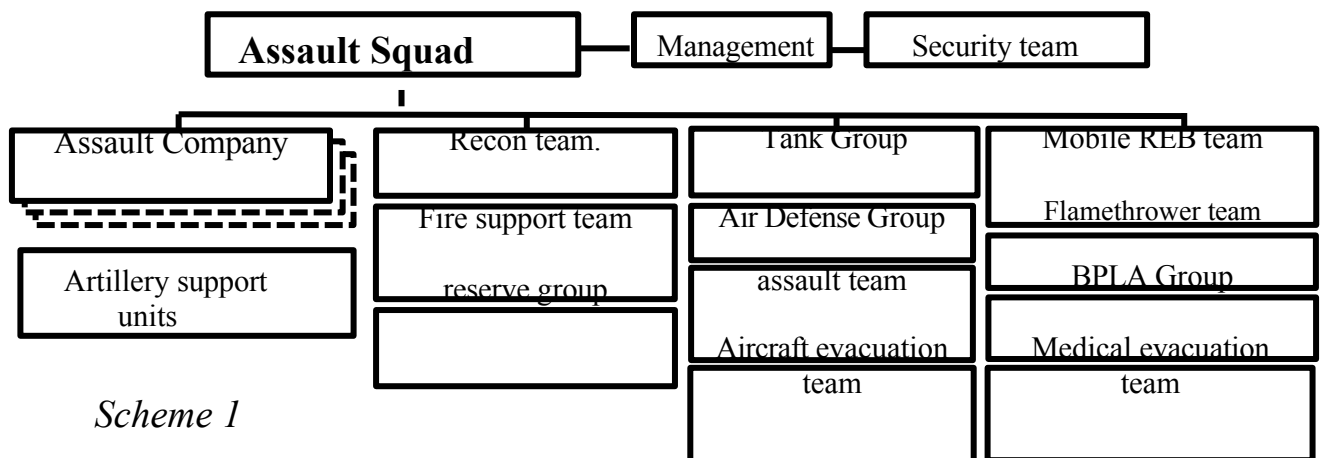 Assault Squad
Management
Security team
Assault Company
Recon team.
Tank Group
Mobile REB team
Fire support team
Air Defense Group
Flamethrower team
Artillery support
units
reserve group
assault team
BPLA Group
Aircraft evacuation
team
Medical evacuation
team
Scheme 1